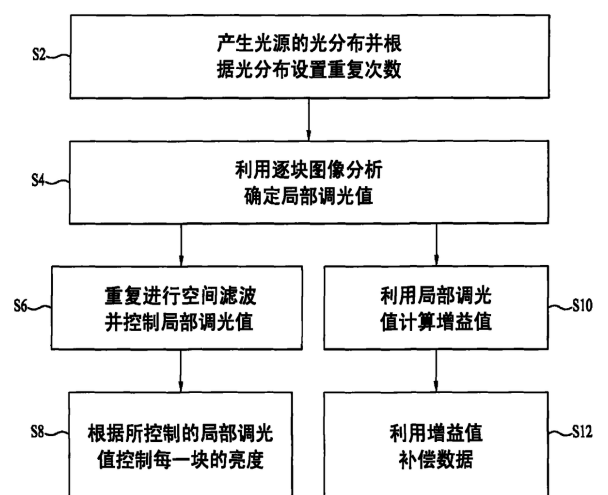 S2
产生光源的光分布并根
据光分布设置重复次数
S4
利用逐块图像分析
确定局部调光值
S6
重复进行空间滤波
并控制局部调光值
利用局部调光
值计算增益值
S10
S8
根据所控制的局部调光
值控制每一块的亮度
利用增益值
补偿数据
S12